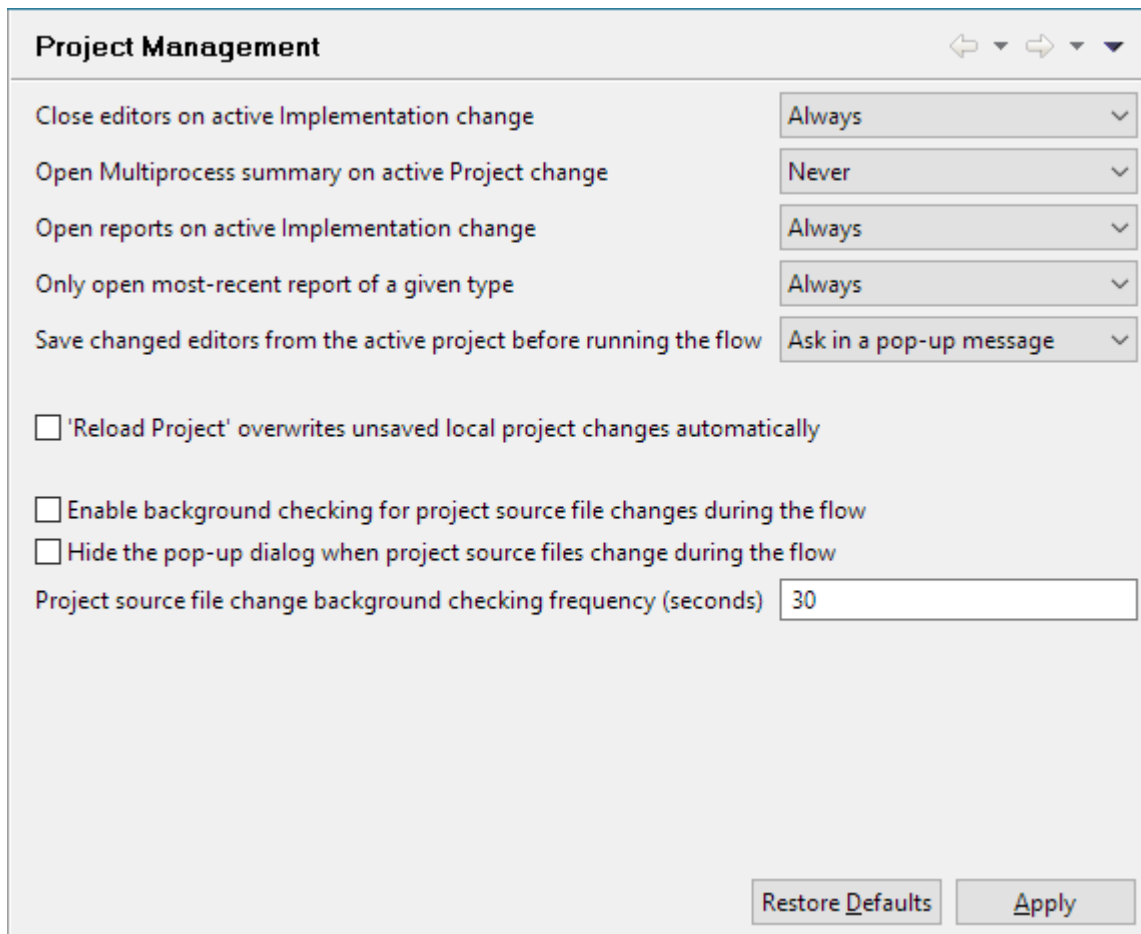 Project Management
Close editors on active Implementation change Always
Open Multiprocess summary on active Project change Never
Open reports on active Implementation change Always
Only open most-recent report of a given type Always
Save changed editors from the active project before running the flow Ask in a pop-up message
'Reload Project' overwrites unsaved local project changes automatically
Enable background checking for project source file changes during the flow
Hide the pop-up dialog when project source files change during the flow
Project source file change background checking frequency (seconds) 30
Restore Defaults Apply